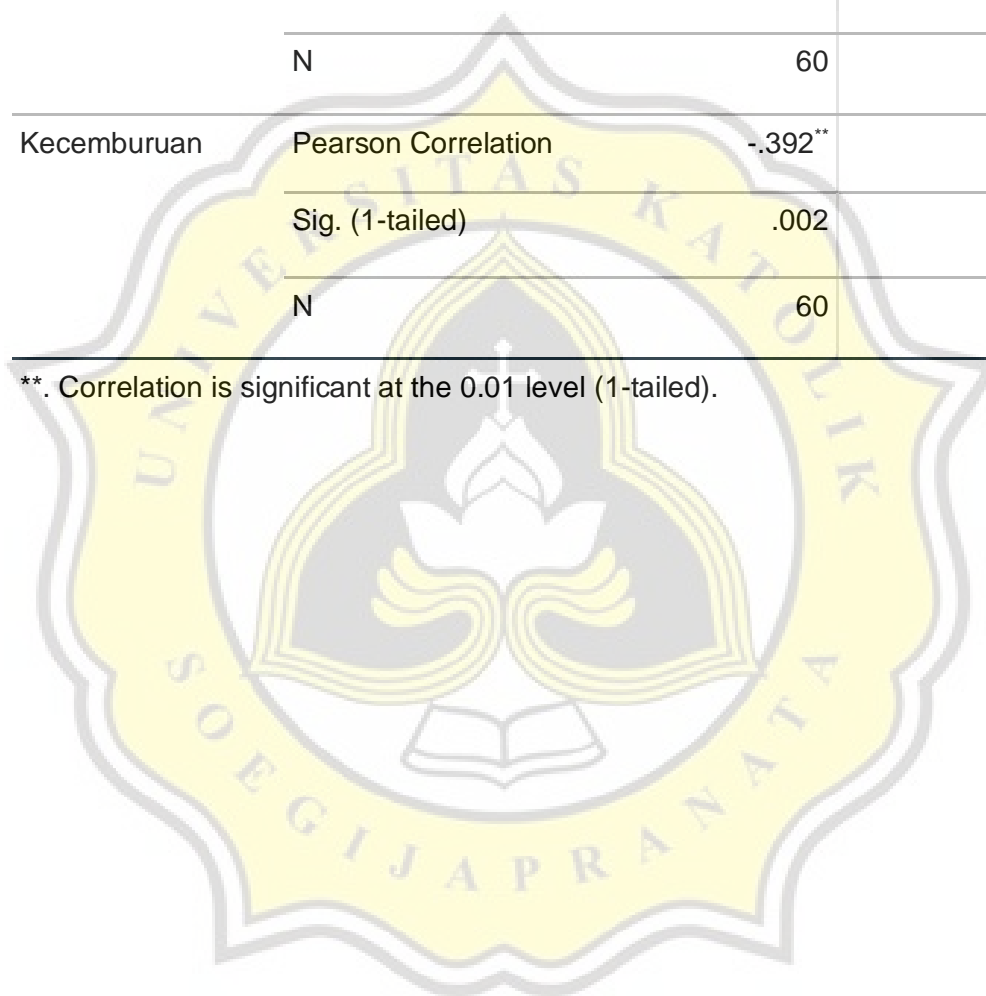 N 60
Kecemburuan Pearson Correlation -.392**
Sig. (1-tailed) .002
N 60
**. Correlation is significant at the 0.01 level (1-tailed).
UNIVERSITAS KATOLIK
SOEGIJAPRANATA